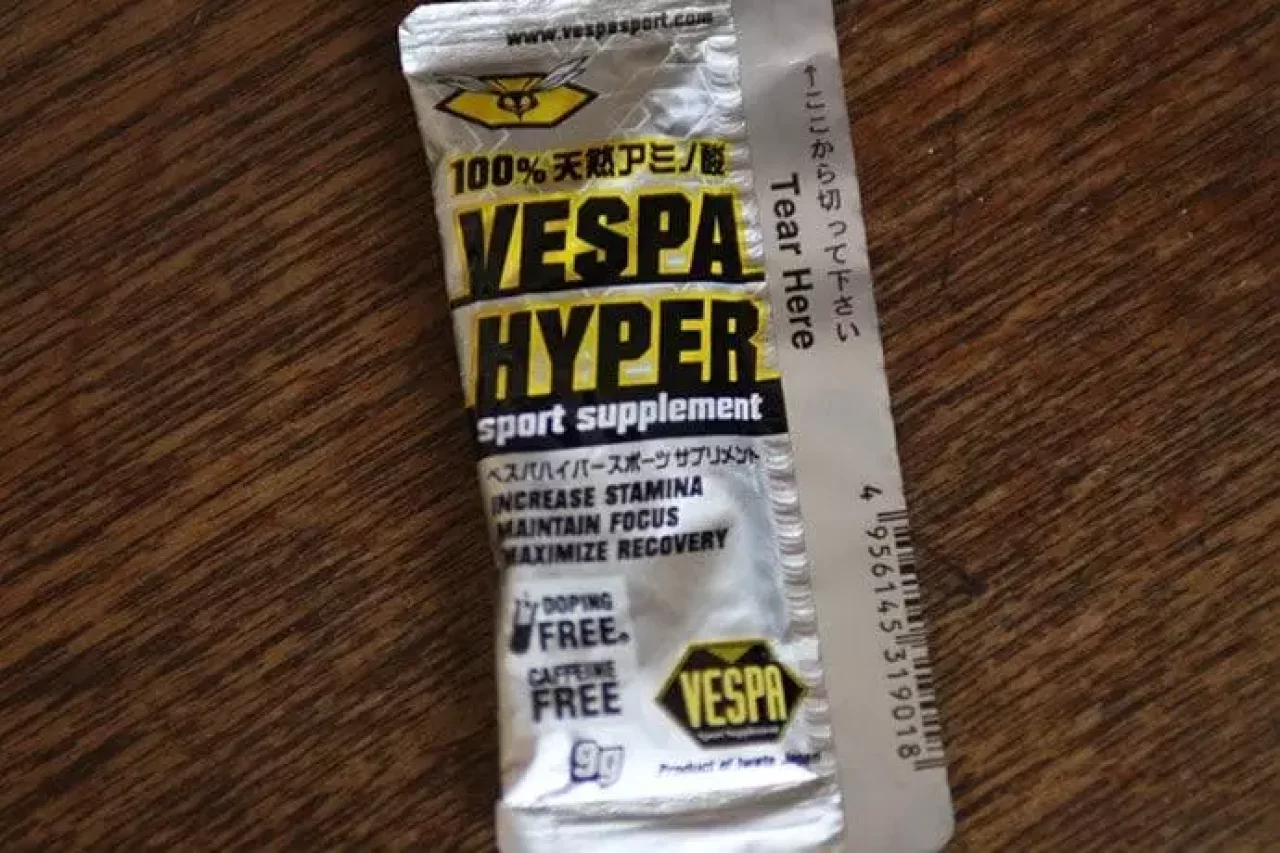 www.vespasport.com
100% 天然アミノ酸
VESPA
HYPER
sport supplement
ベスパハイパースポーツサプリメント
INCREASE STAMINA
MAINTAIN FOCUS
MAXIMIZE RECOVERY
DOPING
FREE
CAFFEINE
FREE
9g
VESPA
Product of Iwate Japan
↑ここから切って下さい
Tear Here
4 956145 319018